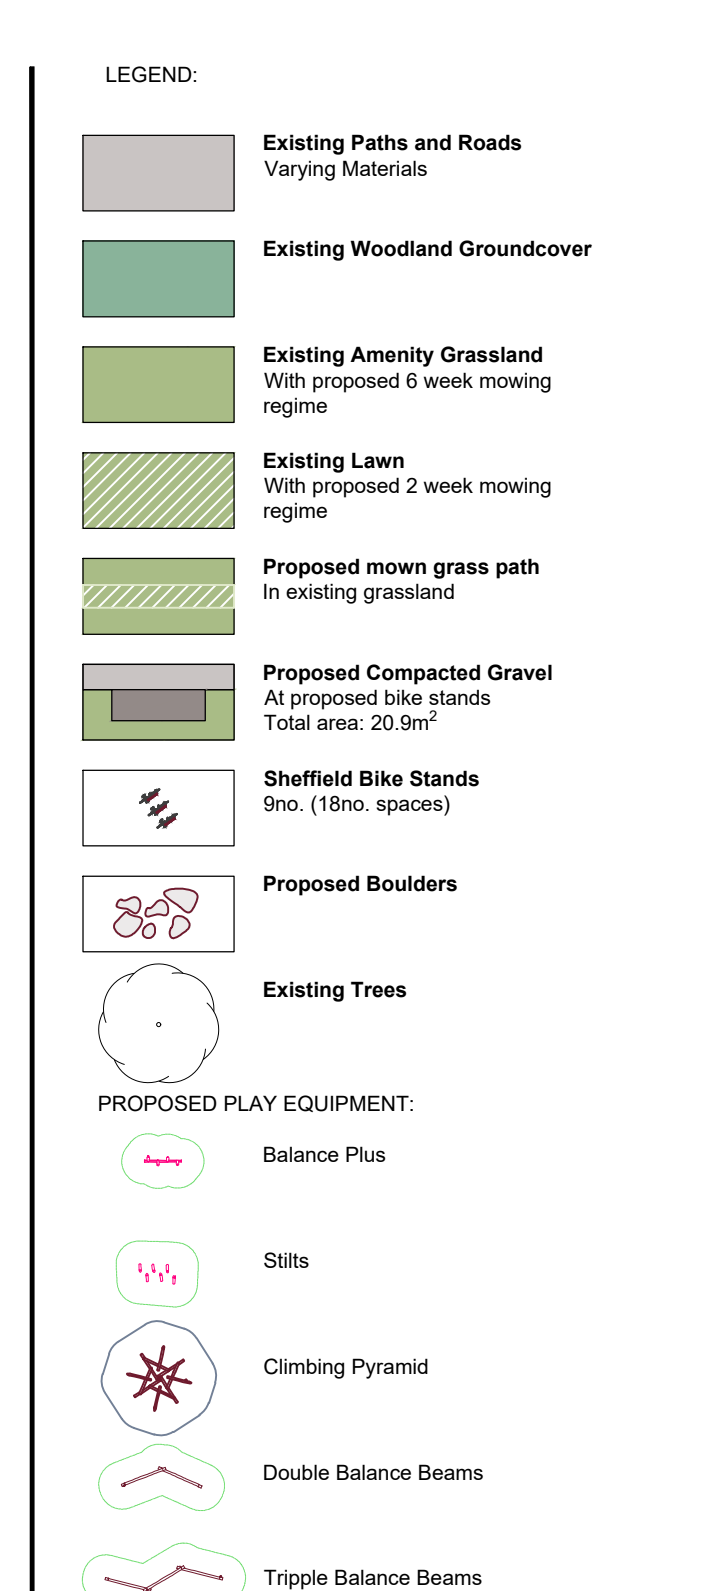 LEGEND:
Existing Paths and Roads
Varying Materials
Existing Woodland Groundcover
Existing Amenity Grassland
With proposed 6 week mowing
regime
Existing Lawn
With proposed 2 week mowing
regime
Proposed mown grass path
In existing grassland
Proposed Compacted Gravel
At proposed bike stands
Total area: 20.9m²
Sheffield Bike Stands
9no. (18no. spaces)
Proposed Boulders
Existing Trees
PROPOSED PLAY EQUIPMENT:
Balance Plus
Stilts
Climbing Pyramid
Double Balance Beams
Tripple Balance Beams